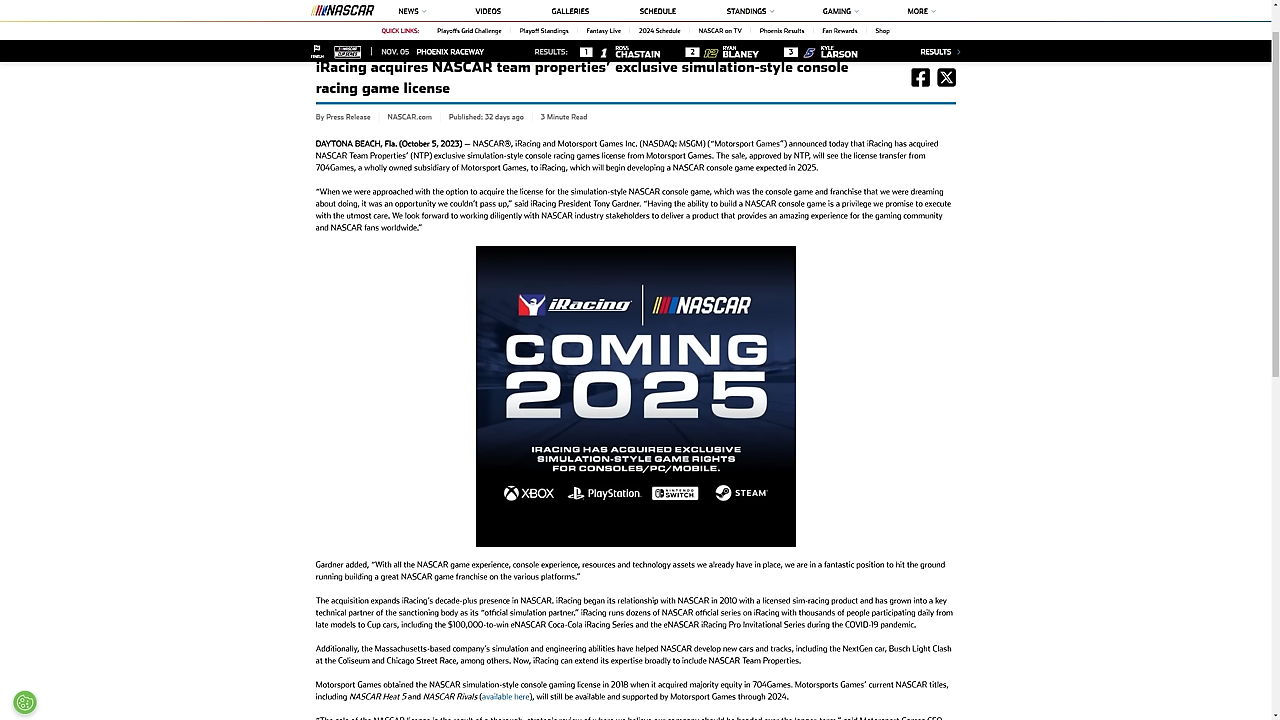 NASCAR NEWS VIDEOS GALLERIES SCHEDULE STANDINGS GAMING MORE
QUICK LINKS: Playoffs Grid Challenge Playoff Standings Fantasy Live 2024 Schedule NASCAR on TV Phoenix Results Fan Rewards Shop
FINISH NOV, 05 PHOENIX RACEWAY RESULTS: 1 1 ROSS CHASTAIN 2 12 RYAN BLANEY 3 5 KYLE LARSON RESULTS
iRacing acquires NASCAR team properties' exclusive simulation-style console
racing game license
By Press Release NASCAR.com Published: 32 days ago 3 Minute Read
DAYTONA BEACH, Fla. (October 5, 2023) — NASCAR®, iRacing and Motorsport Games Inc. (NASDAQ: MSGM) ("Motorsport Games") announced today that iRacing has acquired
NASCAR Team Properties' (NTP) exclusive simulation-style console racing games license from Motorsport Games. The sale, approved by NTP, will see the license transfer from
704Games, a wholly owned subsidiary of Motorsport Games, to iRacing, which will begin developing a NASCAR console game expected in 2025.
"When we were approached with the option to acquire the license for the simulation-style NASCAR console game, which was the console game and franchise that we were dreaming
about doing, it was an opportunity we couldn't pass up," said iRacing President Tony Gardner. "Having the ability to build a NASCAR console game is a privilege we promise to execute
with the utmost care. We look forward to working diligently with NASCAR industry stakeholders to deliver a product that provides an amazing experience for the gaming community
and NASCAR fans worldwide."
iRacing NASCAR
COMING
2025
IRACING HAS ACQUIRED EXCLUSIVE
SIMULATION-STYLE GAME RIGHTS
FOR CONSOLES/PC/MOBILE.
XBOX PlayStation NINTENDO SWITCH STEAM
Gardner added, "With all the NASCAR game experience, console experience, resources and technology assets we already have in place, we are in a fantastic position to hit the ground
running building a great NASCAR game franchise on the various platforms."
The acquisition expands iRacing's decade-plus presence in NASCAR. iRacing began its relationship with NASCAR in 2010 with a licensed sim-racing product and has grown into a key
technical partner of the sanctioning body as its "official simulation partner." iRacing runs dozens of NASCAR official series on iRacing with thousands of people participating daily from
late models to Cup cars, including the $100,000-to-win eNASCAR Coca-Cola iRacing Series and the eNASCAR iRacing Pro Invitational Series during the COVID-19 pandemic.
Additionally, the Massachusetts-based company's simulation and engineering abilities have helped NASCAR develop new cars and tracks, including the NextGen car, Busch Light Clash
at the Coliseum and Chicago Street Race, among others. Now, iRacing can extend its expertise broadly to include NASCAR Team Properties.
Motorsport Games obtained the NASCAR simulation-style console gaming license in 2018 when it acquired majority equity in 704Games. Motorsports Games' current NASCAR titles,
including NASCAR Heat 5 and NASCAR Rivals (available here), will still be available and supported by Motorsport Games through 2024.